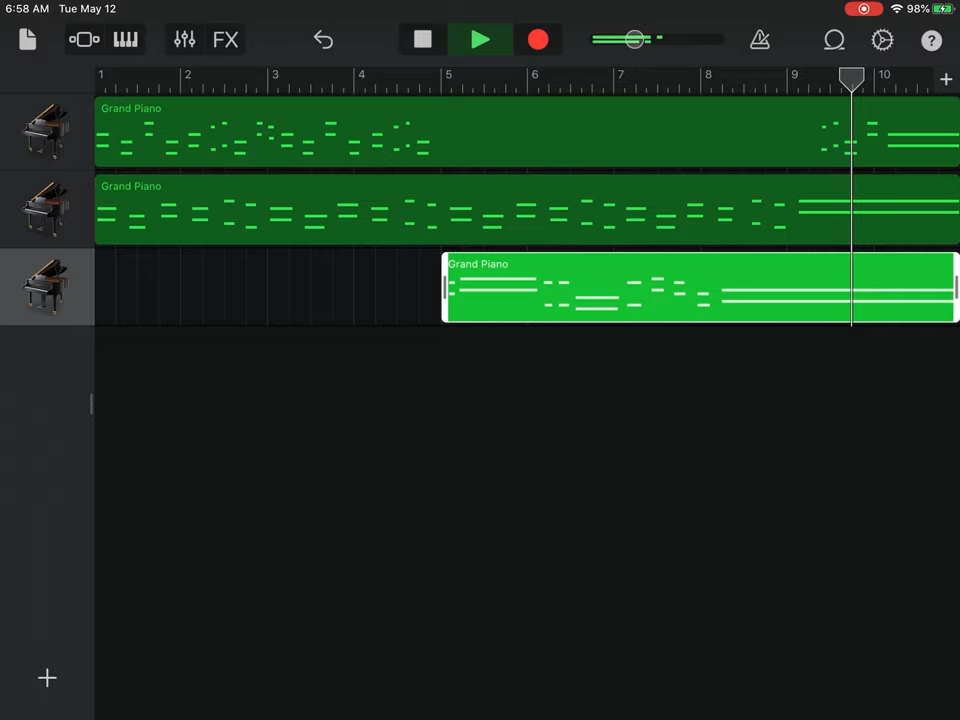 6:58 AM Tue May 12 98%
FX ?
1 2 3 4 5 6 7 8 9 10 +
Grand Piano
Grand Piano
Grand Piano
+